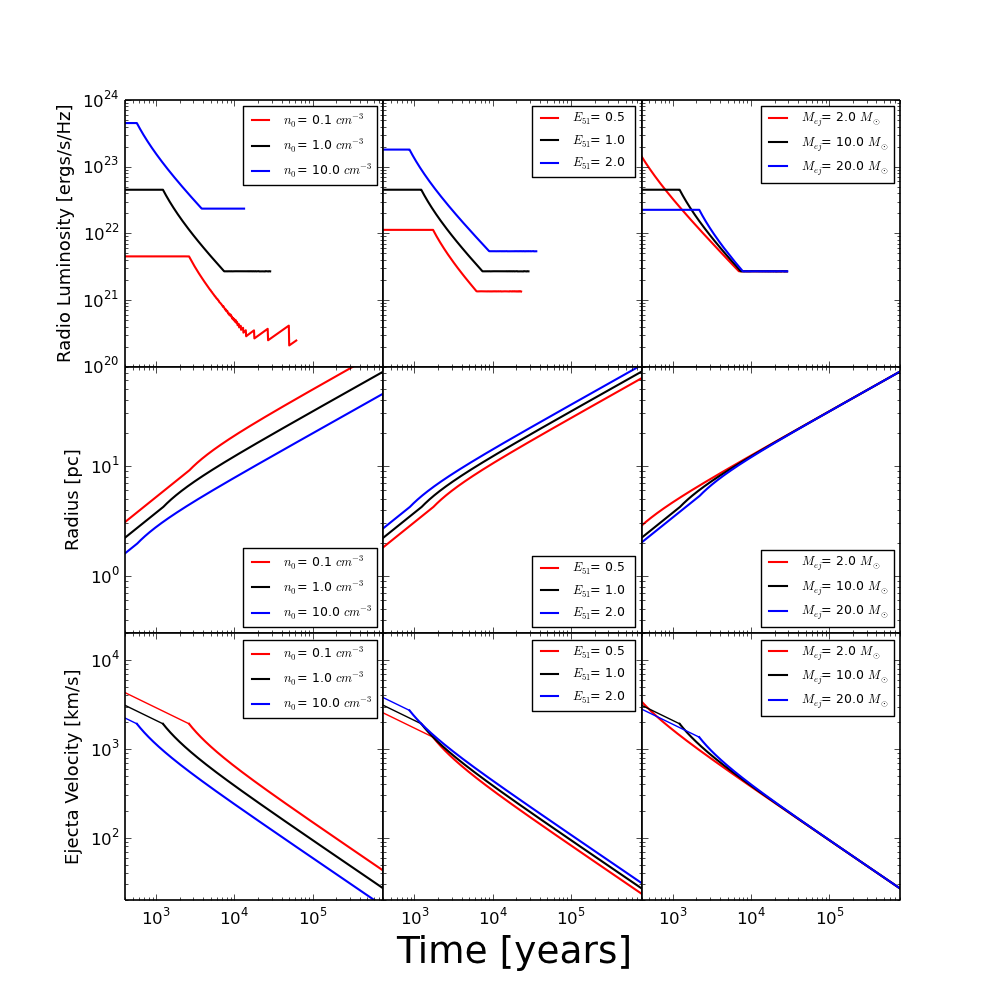 Radio Luminosity [ergs/s/Hz]
10^24
10^23
10^22
10^21
10^20
n_0= 0.1 cm^−3
n_0= 1.0 cm^−3
n_0= 10.0 cm^−3
E_51= 0.5
E_51= 1.0
E_51= 2.0
M_ej= 2.0 M_⊙
M_ej= 10.0 M_⊙
M_ej= 20.0 M_⊙
Radius [pc]
10^1
10^0
n_0= 0.1 cm^−3
n_0= 1.0 cm^−3
n_0= 10.0 cm^−3
E_51= 0.5
E_51= 1.0
E_51= 2.0
M_ej= 2.0 M_⊙
M_ej= 10.0 M_⊙
M_ej= 20.0 M_⊙
Ejecta Velocity [km/s]
10^4
10^3
10^2
n_0= 0.1 cm^−3
n_0= 1.0 cm^−3
n_0= 10.0 cm^−3
E_51= 0.5
E_51= 1.0
E_51= 2.0
M_ej= 2.0 M_⊙
M_ej= 10.0 M_⊙
M_ej= 20.0 M_⊙
10^3 10^4 10^5 10^3 10^4 10^5 10^3 10^4 10^5
Time [years]